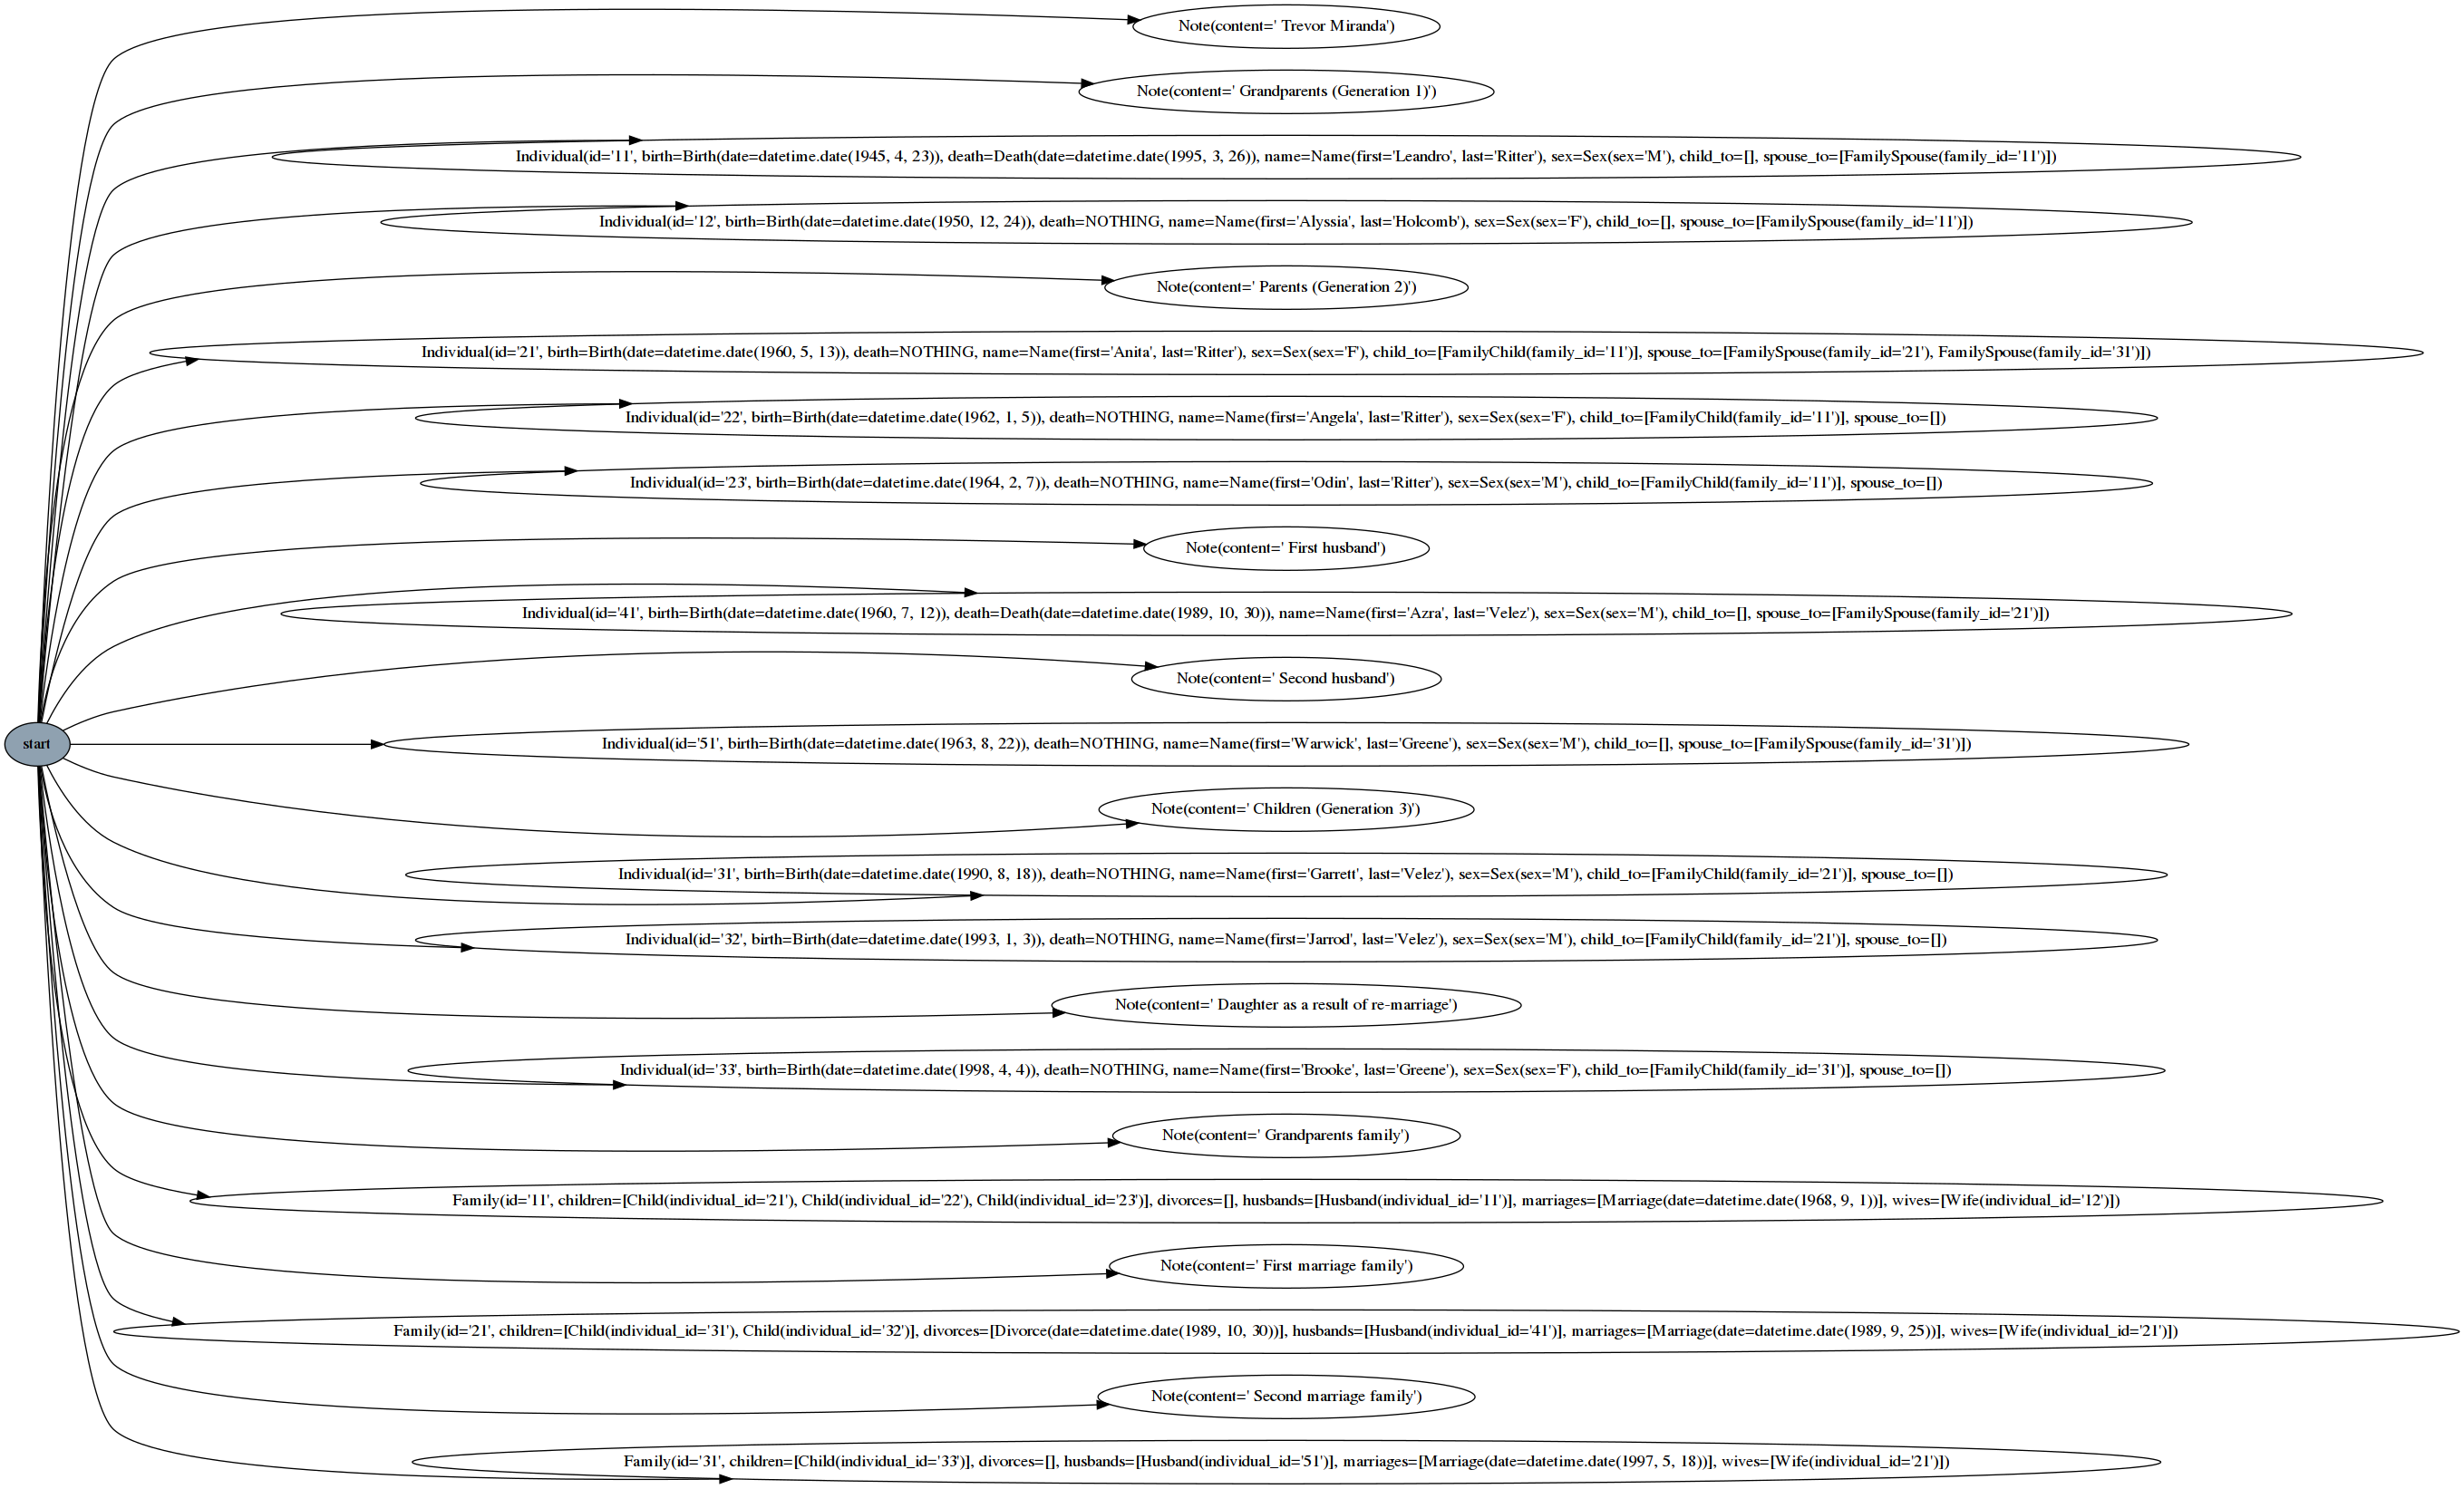 Note(content=' Trevor Miranda')
Note(content=' Grandparents (Generation 1)')
Individual(id='11', birth=Birth(date=datetime.date(1945, 4, 23)), death=Death(date=datetime.date(1995, 3, 26)), name=Name(first='Leandro', last='Ritter'), sex=Sex(sex='M'), child_to=[], spouse_to=[FamilySpouse(family_id='11')])
Individual(id='12', birth=Birth(date=datetime.date(1950, 12, 24)), death=NOTHING, name=Name(first='Alyssia', last='Holcomb'), sex=Sex(sex='F'), child_to=[], spouse_to=[FamilySpouse(family_id='11')])
Note(content=' Parents (Generation 2)')
Individual(id='21', birth=Birth(date=datetime.date(1960, 5, 13)), death=NOTHING, name=Name(first='Anita', last='Ritter'), sex=Sex(sex='F'), child_to=[FamilyChild(family_id='11')], spouse_to=[FamilySpouse(family_id='21'), FamilySpouse(family_id='31')])
Individual(id='22', birth=Birth(date=datetime.date(1962, 1, 5)), death=NOTHING, name=Name(first='Angela', last='Ritter'), sex=Sex(sex='F'), child_to=[FamilyChild(family_id='11')], spouse_to=[])
Individual(id='23', birth=Birth(date=datetime.date(1964, 2, 7)), death=NOTHING, name=Name(first='Odin', last='Ritter'), sex=Sex(sex='M'), child_to=[FamilyChild(family_id='11')], spouse_to=[])
Note(content=' First husband')
Individual(id='41', birth=Birth(date=datetime.date(1960, 7, 12)), death=Death(date=datetime.date(1989, 10, 30)), name=Name(first='Azra', last='Velez'), sex=Sex(sex='M'), child_to=[], spouse_to=[FamilySpouse(family_id='21')])
Note(content=' Second husband')
start
Individual(id='51', birth=Birth(date=datetime.date(1963, 8, 22)), death=NOTHING, name=Name(first='Warwick', last='Greene'), sex=Sex(sex='M'), child_to=[], spouse_to=[FamilySpouse(family_id='31')])
Note(content=' Children (Generation 3)')
Individual(id='31', birth=Birth(date=datetime.date(1990, 8, 18)), death=NOTHING, name=Name(first='Garrett', last='Velez'), sex=Sex(sex='M'), child_to=[FamilyChild(family_id='21')], spouse_to=[])
Individual(id='32', birth=Birth(date=datetime.date(1993, 1, 3)), death=NOTHING, name=Name(first='Jarrod', last='Velez'), sex=Sex(sex='M'), child_to=[FamilyChild(family_id='21')], spouse_to=[])
Note(content=' Daughter as a result of re-marriage')
Individual(id='33', birth=Birth(date=datetime.date(1998, 4, 4)), death=NOTHING, name=Name(first='Brooke', last='Greene'), sex=Sex(sex='F'), child_to=[FamilyChild(family_id='31')], spouse_to=[])
Note(content=' Grandparents family')
Family(id='11', children=[Child(individual_id='21'), Child(individual_id='22'), Child(individual_id='23')], divorces=[], husbands=[Husband(individual_id='11')], marriages=[Marriage(date=datetime.date(1968, 9, 1))], wives=[Wife(individual_id='12')])
Note(content=' First marriage family')
Family(id='21', children=[Child(individual_id='31'), Child(individual_id='32')], divorces=[Divorce(date=datetime.date(1989, 10, 30))], husbands=[Husband(individual_id='41')], marriages=[Marriage(date=datetime.date(1989, 9, 25))], wives=[Wife(individual_id='21')])
Note(content=' Second marriage family')
Family(id='31', children=[Child(individual_id='33')], divorces=[], husbands=[Husband(individual_id='51')], marriages=[Marriage(date=datetime.date(1997, 5, 18))], wives=[Wife(individual_id='21')])